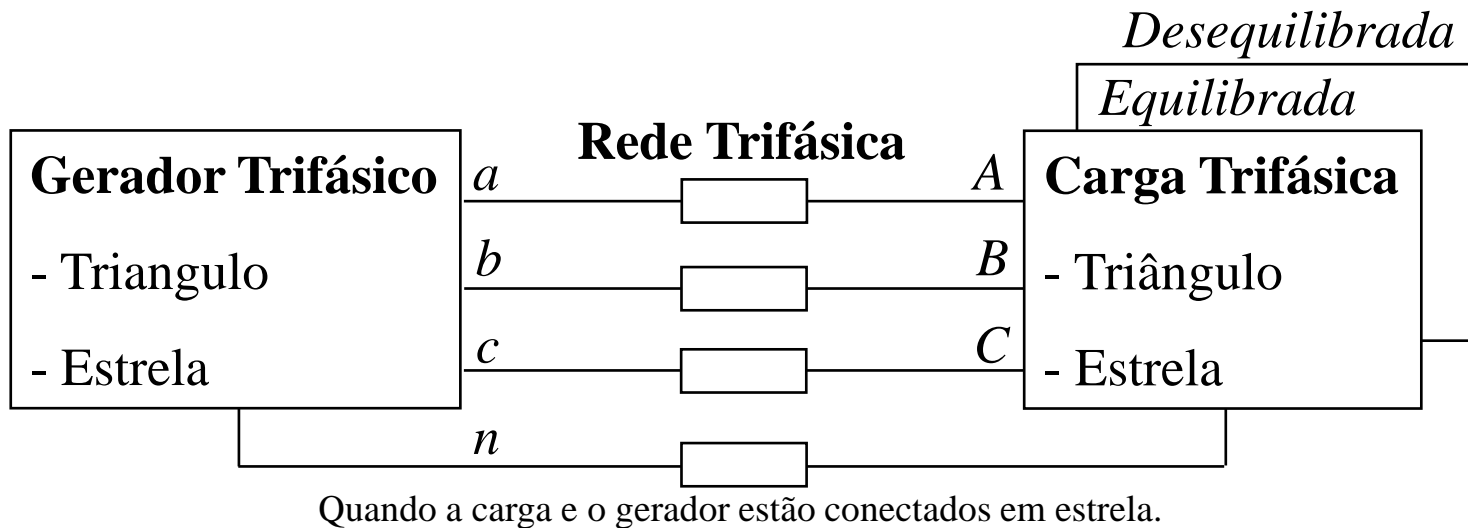 Desequilibrada
Equilibrada
Rede Trifásica
Gerador Trifásico
- Triangulo
- Estrela
a
b
c
n
A
B
C
Carga Trifásica
- Triângulo
- Estrela
Quando a carga e o gerador estão conectados em estrela.